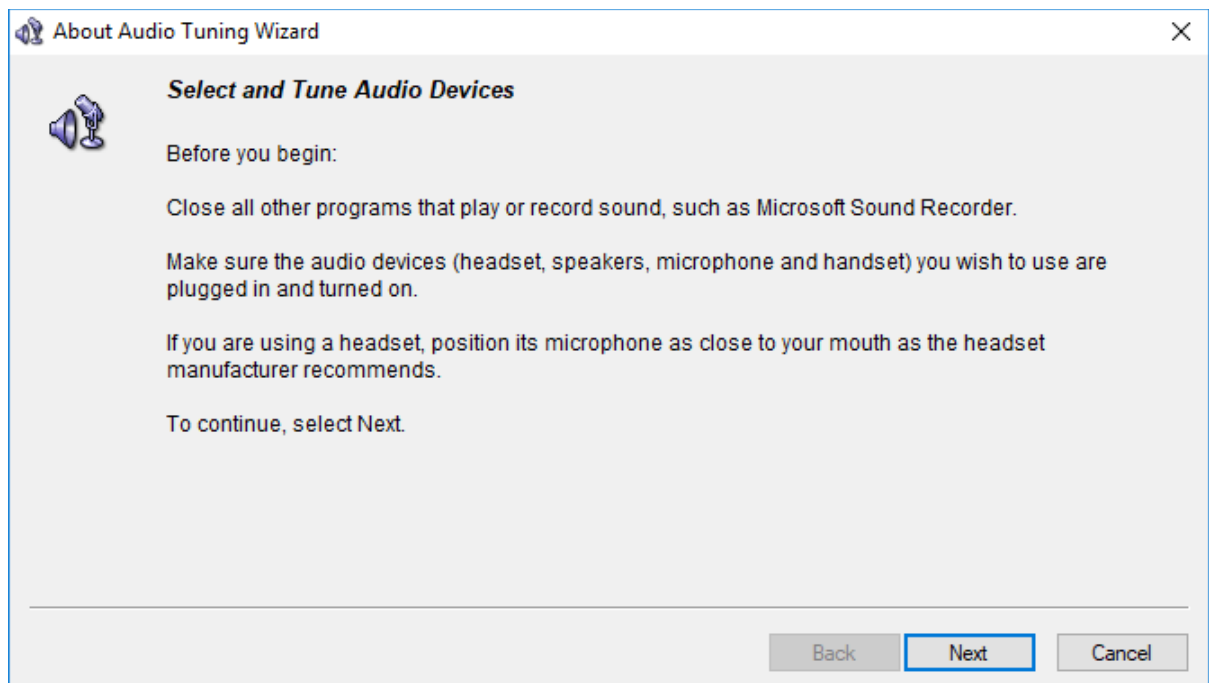 About Audio Tuning Wizard
Select and Tune Audio Devices
Before you begin:
Close all other programs that play or record sound, such as Microsoft Sound Recorder.
Make sure the audio devices (headset, speakers, microphone and handset) you wish to use are
plugged in and turned on.
If you are using a headset, position its microphone as close to your mouth as the headset
manufacturer recommends.
To continue, select Next.
Back Next Cancel